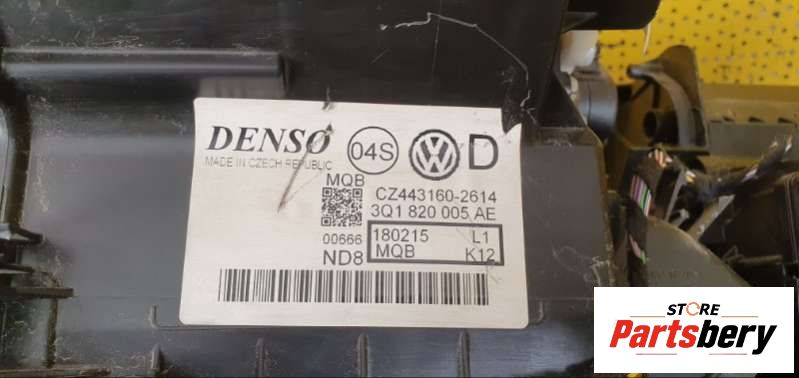 DENSO 04S VW D
MADE IN CZECH REPUBLIC
MQB
CZ443160-2614
3Q1 820 005 AE
00666
180215 L1
ND8
MQB K12
STORE
Partsbery